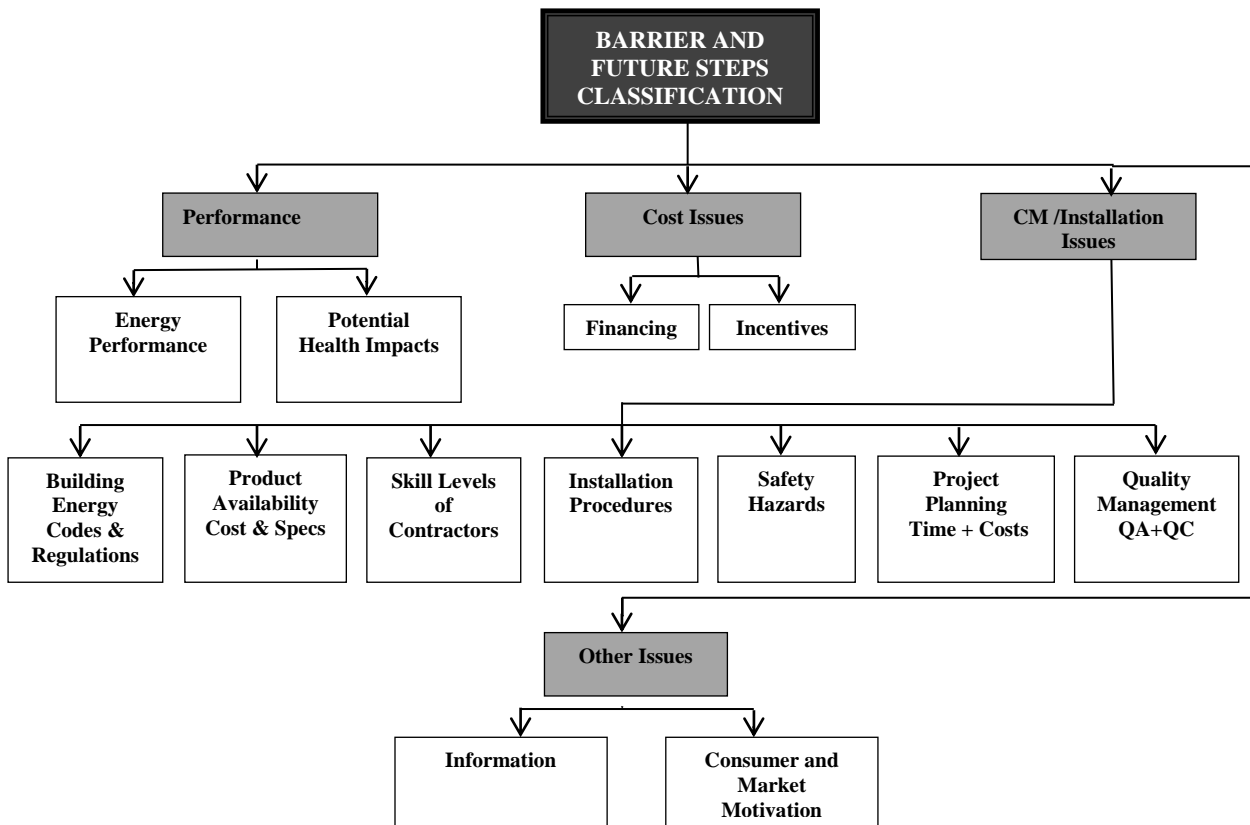 BARRIER AND
FUTURE STEPS
CLASSIFICATION
Performance
Cost Issues
CM /Installation
Issues
Energy
Performance
Potential
Health Impacts
Financing
Incentives
Building
Energy
Codes &
Regulations
Product
Availability
Cost & Specs
Skill Levels
of
Contractors
Installation
Procedures
Safety
Hazards
Project
Planning
Time + Costs
Quality
Management
QA+QC
Other Issues
Information
Consumer and
Market
Motivation